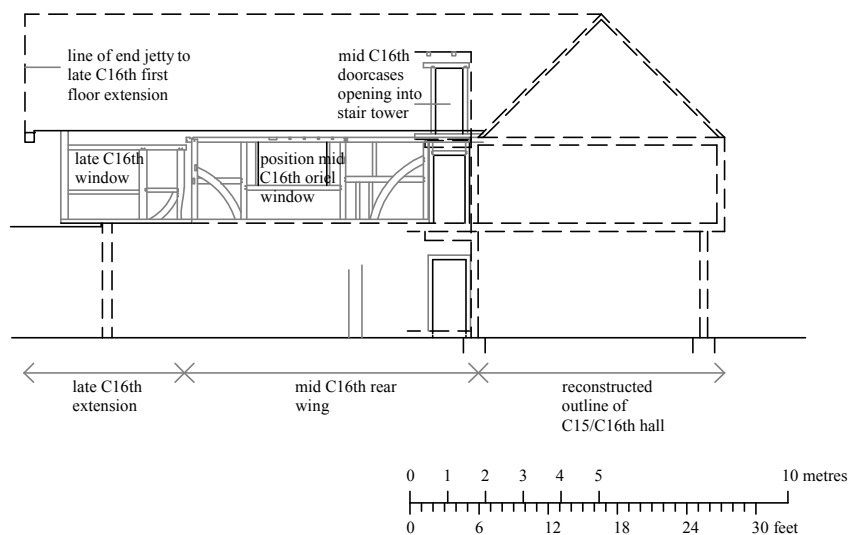 line of end jetty to
late C16th first
floor extension
mid C16th
doorcases
opening into
stair tower
late C16th
window
position mid
C16th oriel
window
late C16th
extension
mid C16th rear
wing
reconstructed
outline of
C15/C16th hall
0 1 2 3 4 5 10 metres
0 6 12 18 24 30 feet